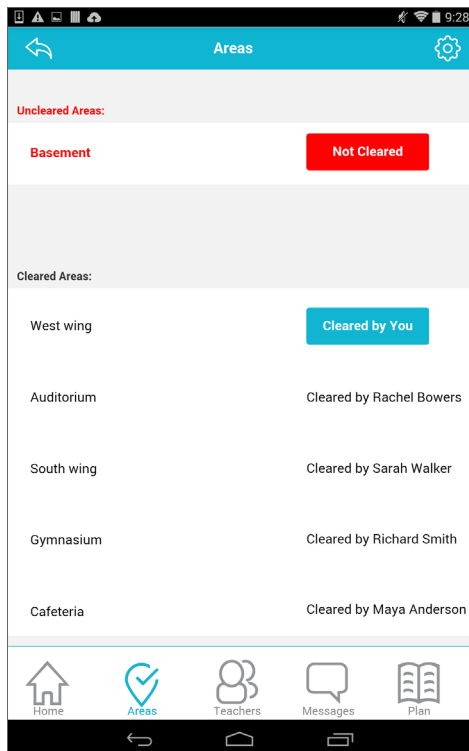 9:28
Areas
Uncleared Areas:
Basement Not Cleared
Cleared Areas:
West wing Cleared by You
Auditorium Cleared by Rachel Bowers
South wing Cleared by Sarah Walker
Gymnasium Cleared by Richard Smith
Cafeteria Cleared by Maya Anderson
Home Areas Teachers Messages Plan